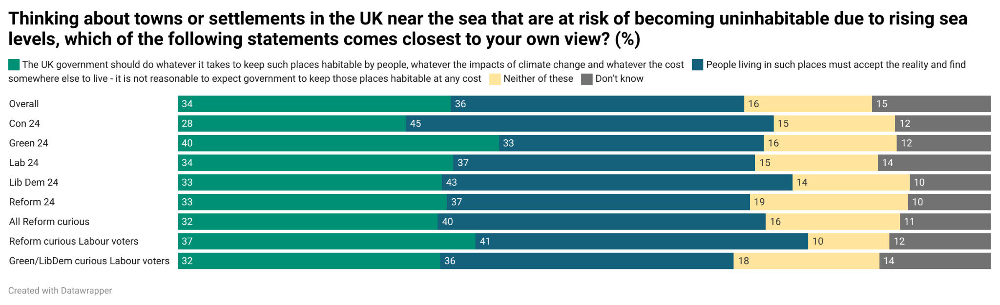 Thinking about towns or settlements in the UK near the sea that are at risk of becoming uninhabitable due to rising sea
levels, which of the following statements comes closest to your own view? (%)
The UK government should do whatever it takes to keep such places habitable by people, whatever the impacts of climate change and whatever the cost People living in such places must accept the reality and find
somewhere else to live - it is not reasonable to expect government to keep those places habitable at any cost Neither of these Don’t know
Overall 34 36 16 15
Con 24 28 45 15 12
Green 24 40 33 16 12
Lab 24 34 37 15 14
Lib Dem 24 33 43 14 10
Reform 24 33 37 19 10
All Reform curious 32 40 16 11
Reform curious Labour voters 37 41 10 12
Green/LibDem curious Labour voters 32 36 18 14
Created with Datawrapper